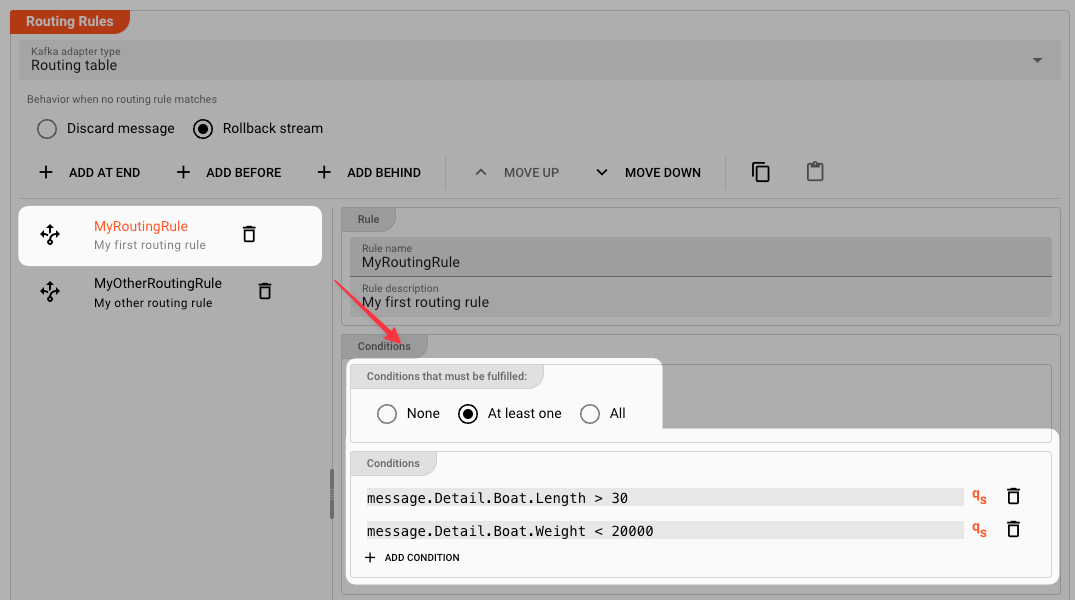 Routing Rules
Kafka adapter type
Routing table
Behavior when no routing rule matches
Discard message Rollback stream
ADD AT END ADD BEFORE ADD BEHIND MOVE UP MOVE DOWN
MyRoutingRule
My first routing rule
MyOtherRoutingRule
My other routing rule
Rule
Rule name
MyRoutingRule
Rule description
My first routing rule
Conditions
Conditions that must be fulfilled:
None At least one All
Conditions
message.Detail.Boat.Length > 30 qs
message.Detail.Boat.Weight < 20000 qs
ADD CONDITION